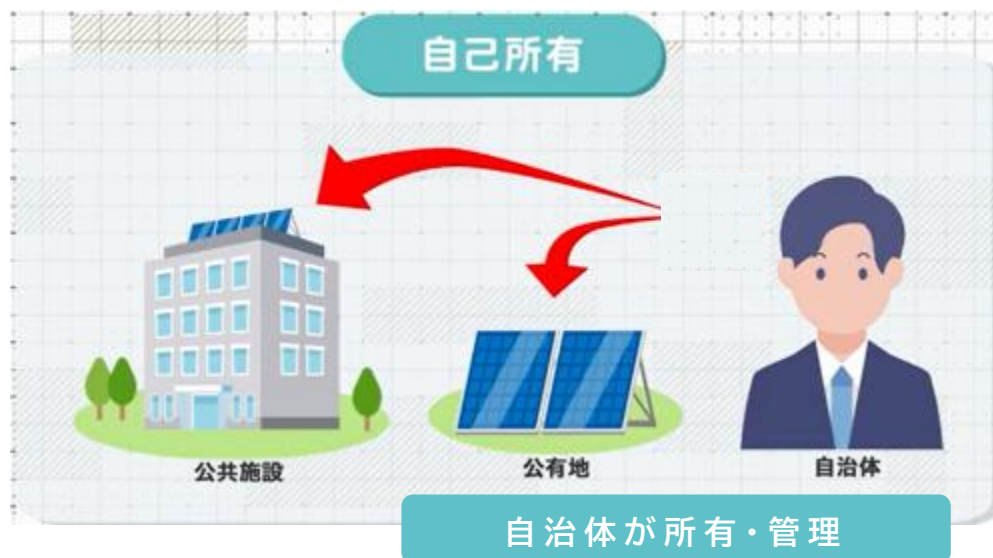 自己所有
公共施設
公有地
自治体
自治体が所有・管理